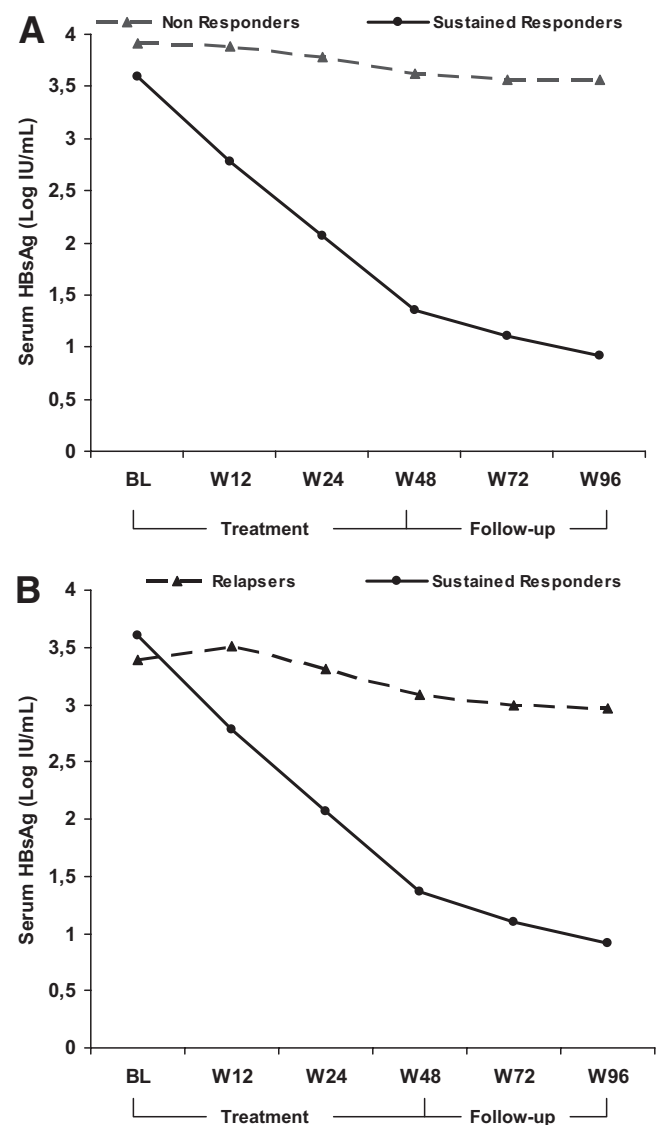 A
Non Responders
Sustained Responders
Serum HBsAg (Log IU/mL)
4
3,5
3
2,5
2
1,5
1
0,5
0
BL W12 W24 W48 W72 W96
Treatment Follow-up
B
Relapsers
Sustained Responders
Serum HBsAg (Log IU/mL)
4
3,5
3
2,5
2
1,5
1
0,5
0
BL W12 W24 W48 W72 W96
Treatment Follow-up